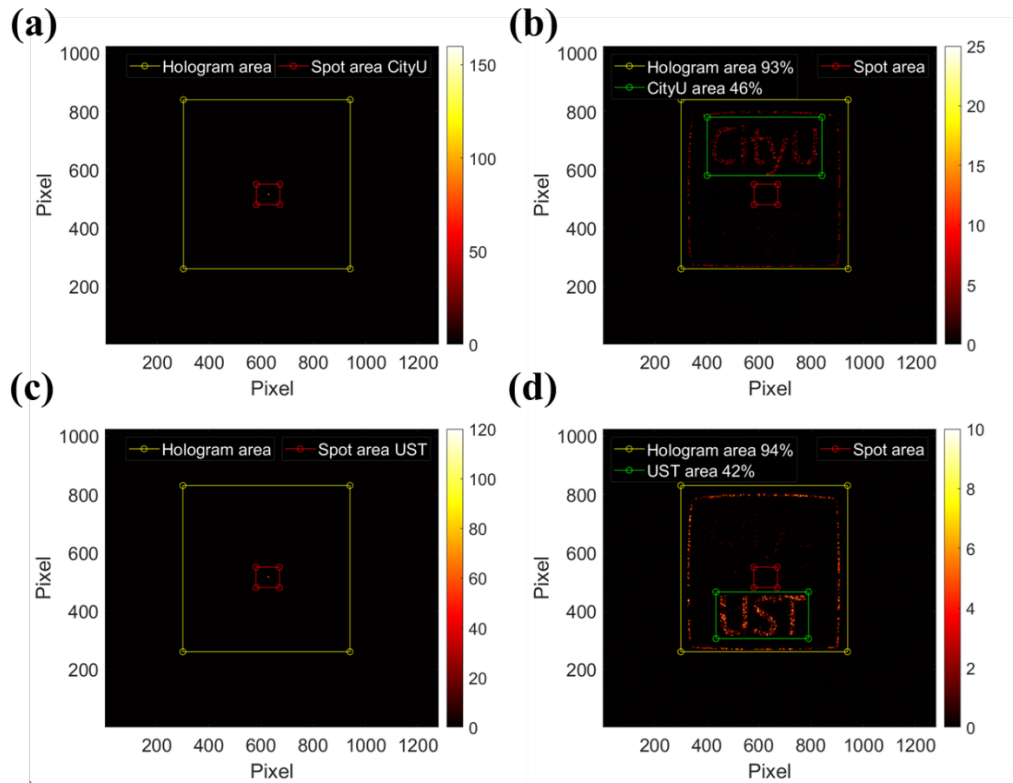 (a)
Hologram area Spot area CityU
1000
800
600
400
200
200 400 600 800 1000 1200
Pixel
Pixel
150
100
50
0
(b)
Hologram area 93% Spot area
CityU area 46%
CityU
1000
800
600
400
200
200 400 600 800 1000 1200
Pixel
Pixel
25
20
15
10
5
0
(c)
Hologram area Spot area UST
1000
800
600
400
200
200 400 600 800 1000 1200
Pixel
Pixel
120
100
80
60
40
20
0
(d)
Hologram area 94% Spot area
UST area 42%
UST
1000
800
600
400
200
200 400 600 800 1000 1200
Pixel
Pixel
10
8
6
4
2
0